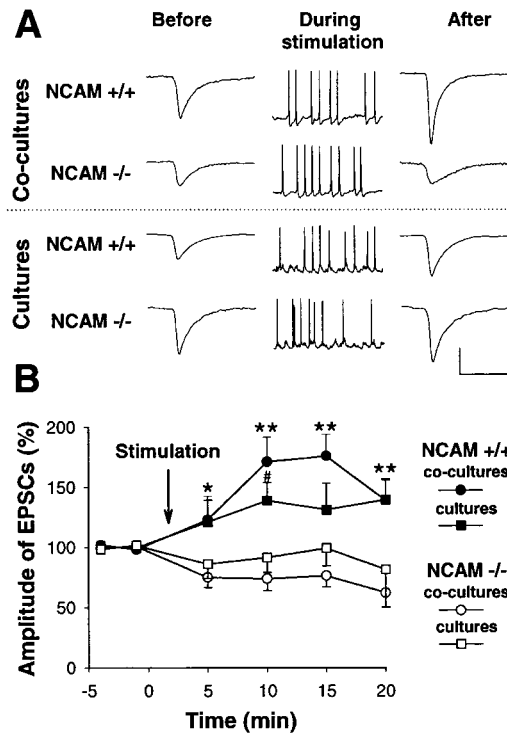 A
Before
During
stimulation
After
Co-cultures
NCAM +/+
NCAM -/-
Cultures
NCAM +/+
NCAM -/-
B
Amplitude of EPSCs (%)
200
150
100
50
0
Stimulation
*
**
#
**
**
-5
0
5
10
15
20
Time (min)
NCAM +/+
co-cultures
cultures
NCAM -/-
co-cultures
cultures